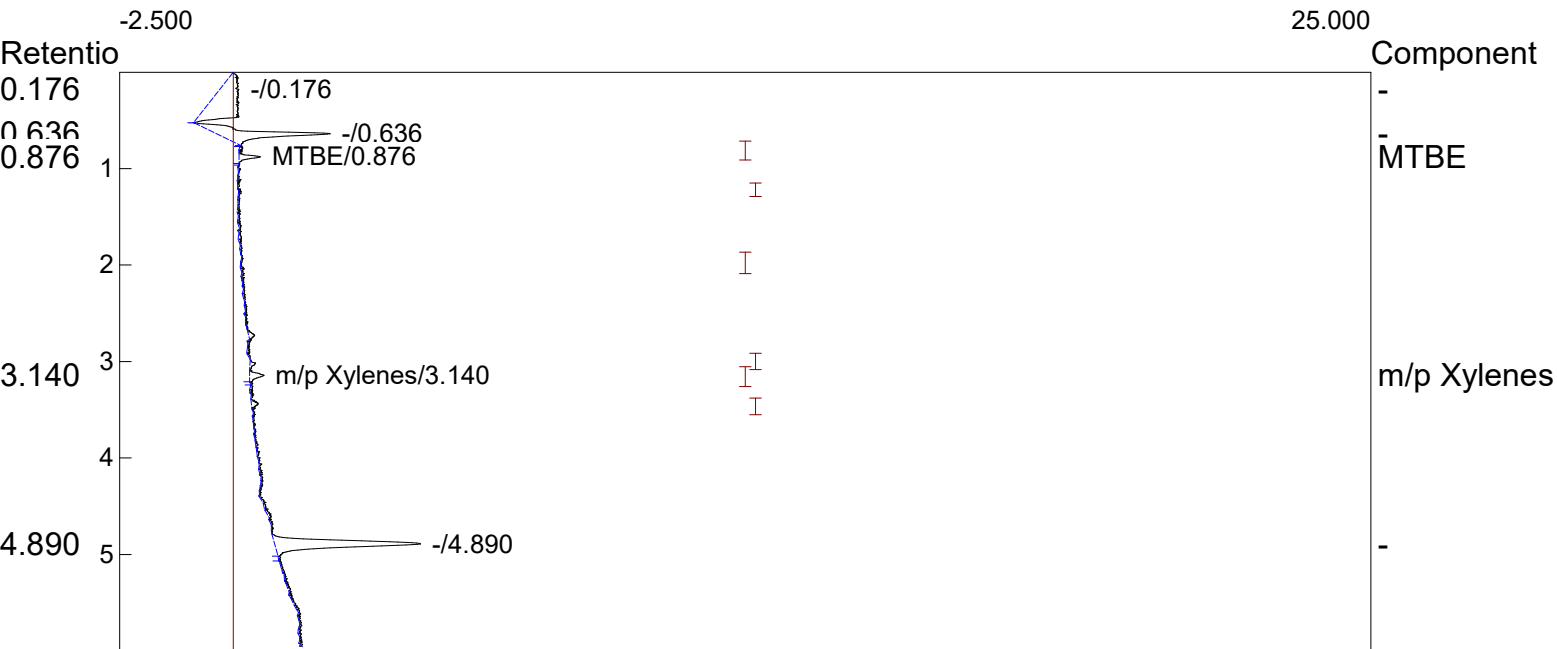 -2.500 25.000
Retentio Component
0.176 -/0.176 -
0.636 -/0.636 -
0.876 MTBE/0.876 MTBE
1
2
3
3.140 m/p Xylenes/3.140 m/p Xylenes
4
4.890 -/4.890 -
5